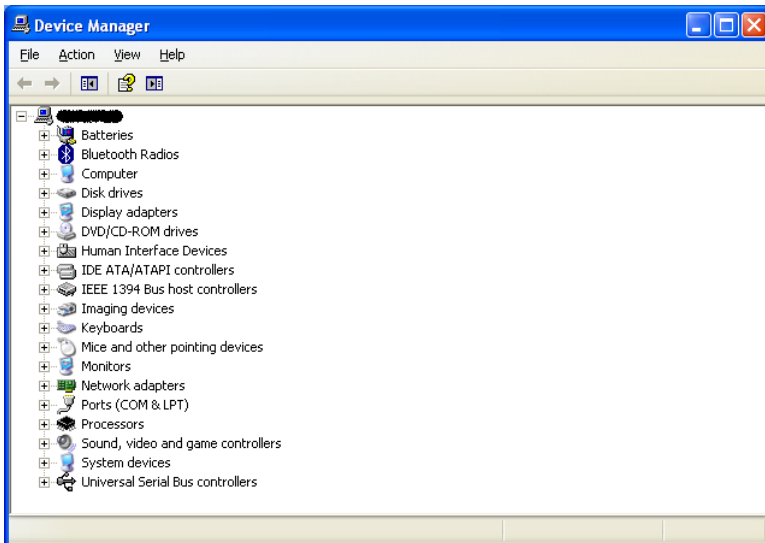 Device Manager
File Action View Help
Batteries
Bluetooth Radios
Computer
Disk drives
Display adapters
DVD/CD-ROM drives
Human Interface Devices
IDE ATA/ATAPI controllers
IEEE 1394 Bus host controllers
Imaging devices
Keyboards
Mice and other pointing devices
Monitors
Network adapters
Ports (COM & LPT)
Processors
Sound, video and game controllers
System devices
Universal Serial Bus controllers